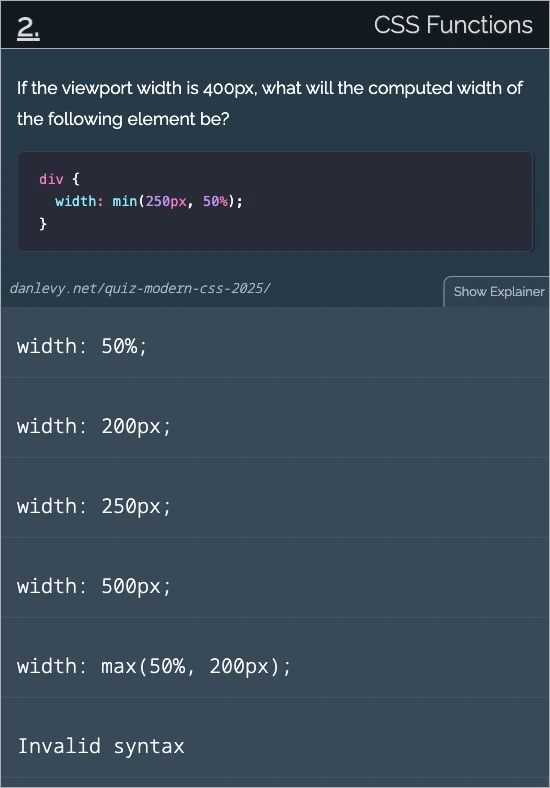 2.
CSS Functions
If the viewport width is 400px, what will the computed width of
the following element be?
div {
  width: min(250px, 50%);
}
danlevy.net/quiz-modern-css-2025/
Show Explainer
width: 50%;
width: 200px;
width: 250px;
width: 500px;
width: max(50%, 200px);
Invalid syntax